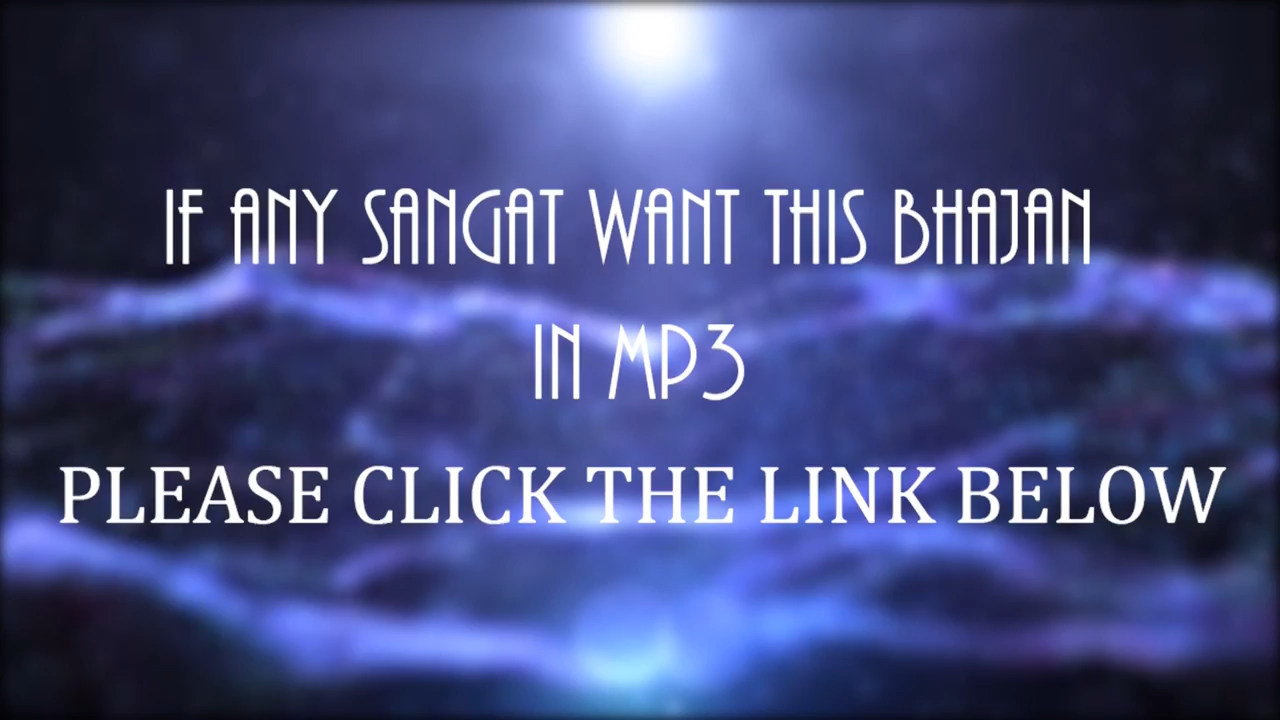 IF ANY SANGAT WANT THIS BHAJAN
IN MP3
PLEASE CLICK THE LINK BELOW